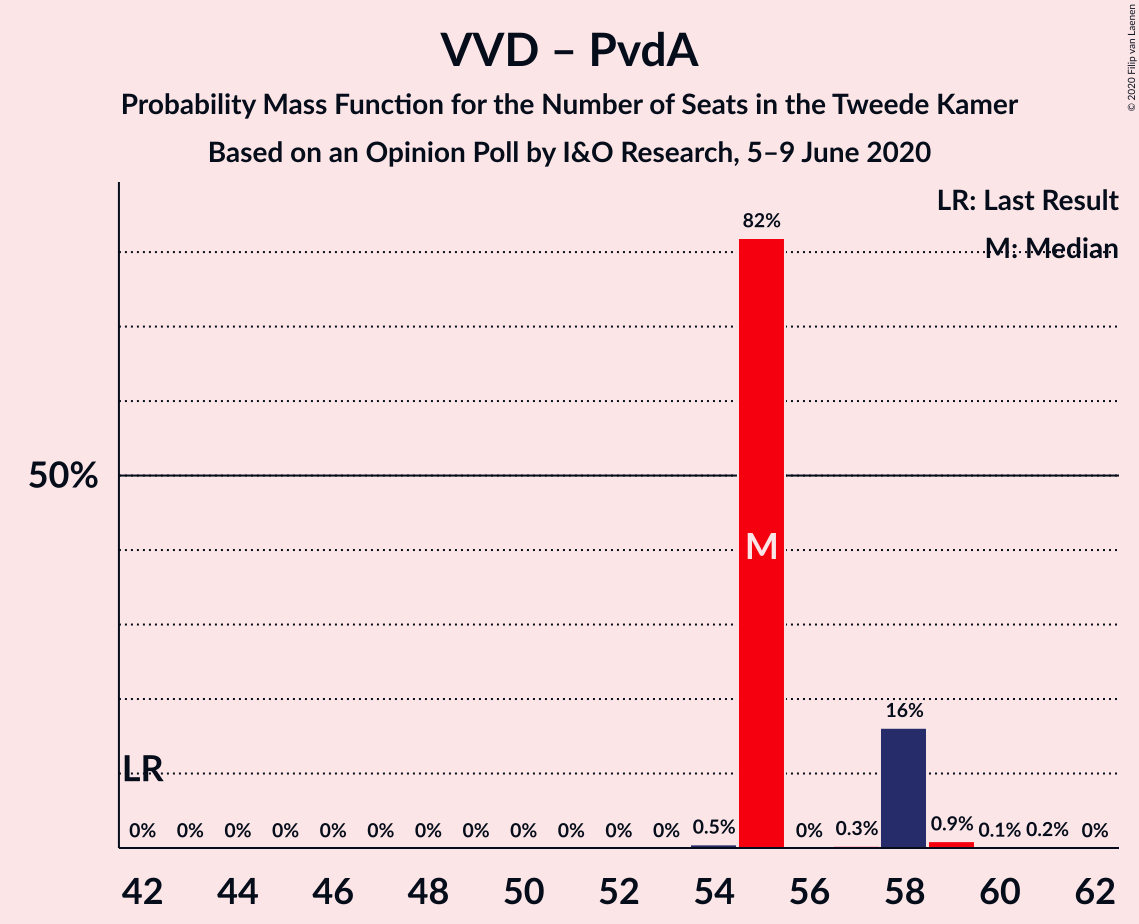 VVD – PvdA
Probability Mass Function for the Number of Seats in the Tweede Kamer
Based on an Opinion Poll by I&O Research, 5–9 June 2020
© 2020 Filip van Laenen
LR: Last Result
M: Median
82%
50%
M
16%
LR
0% 0% 0% 0% 0% 0% 0% 0% 0% 0% 0% 0% 0.5% 0% 0.3% 0.9% 0.1% 0.2% 0%
42 44 46 48 50 52 54 56 58 60 62